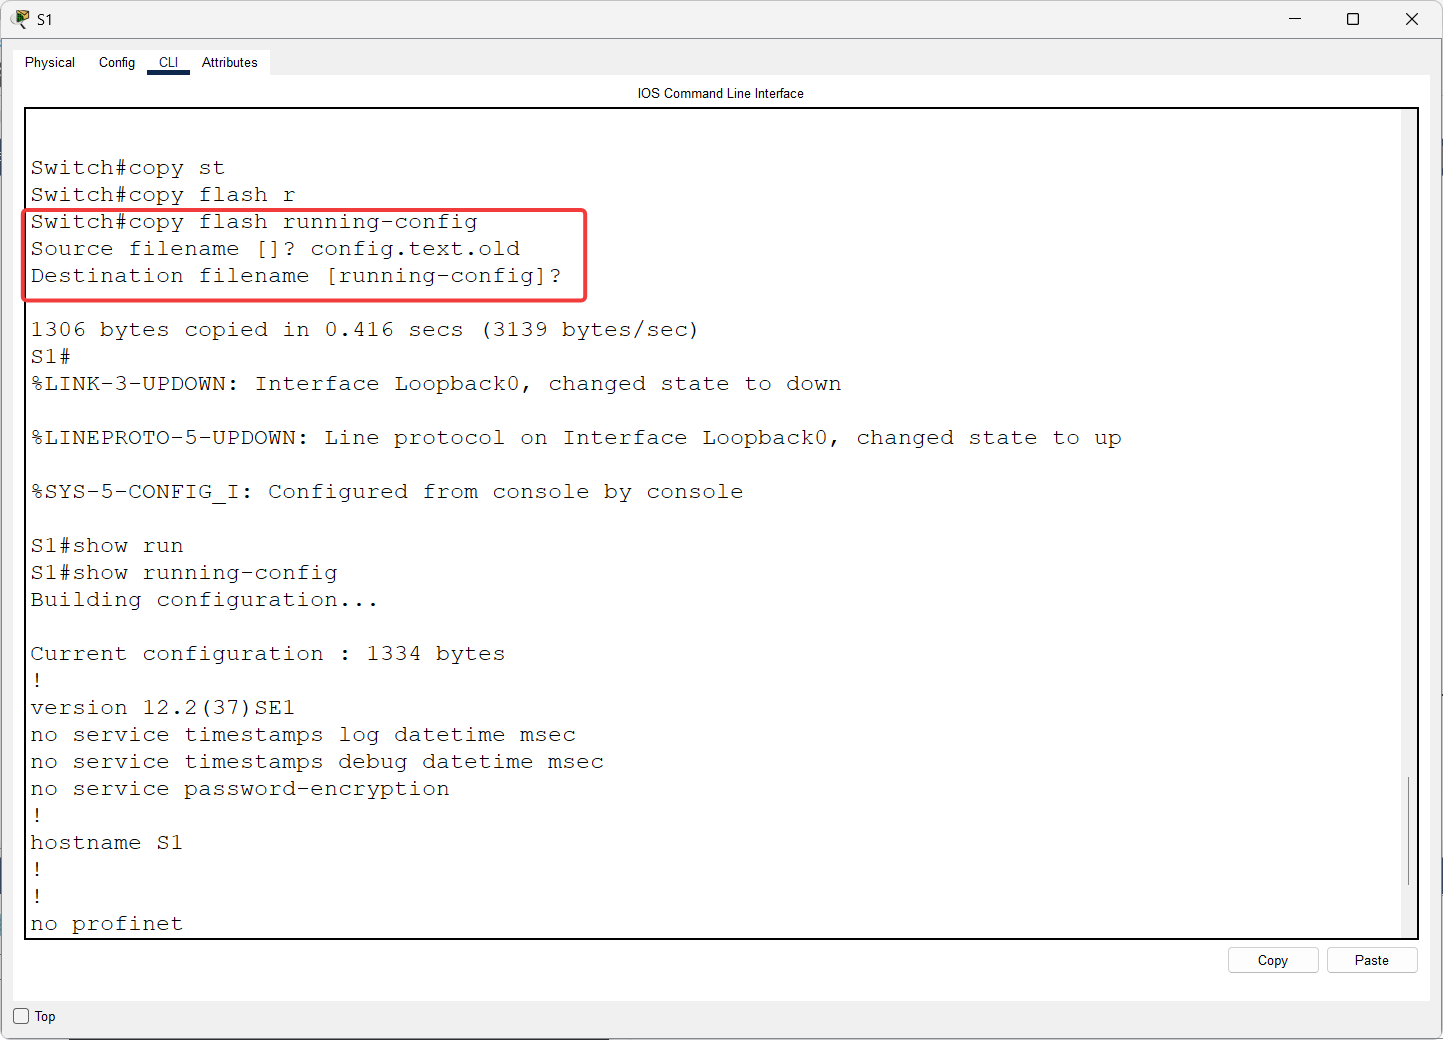 S1
Physical Config CLI Attributes
IOS Command Line Interface
Switch#copy st
Switch#copy flash r
Switch#copy flash running-config
Source filename []? config.text.old
Destination filename [running-config]?
1306 bytes copied in 0.416 secs (3139 bytes/sec)
S1#
%LINK-3-UPDOWN: Interface Loopback0, changed state to down
%LINEPROTO-5-UPDOWN: Line protocol on Interface Loopback0, changed state to up
%SYS-5-CONFIG_I: Configured from console by console
S1#show run
S1#show running-config
Building configuration...
Current configuration : 1334 bytes
!
version 12.2(37)SE1
no service timestamps log datetime msec
no service timestamps debug datetime msec
no service password-encryption
!
hostname S1
!
!
no profinet
Copy Paste
Top